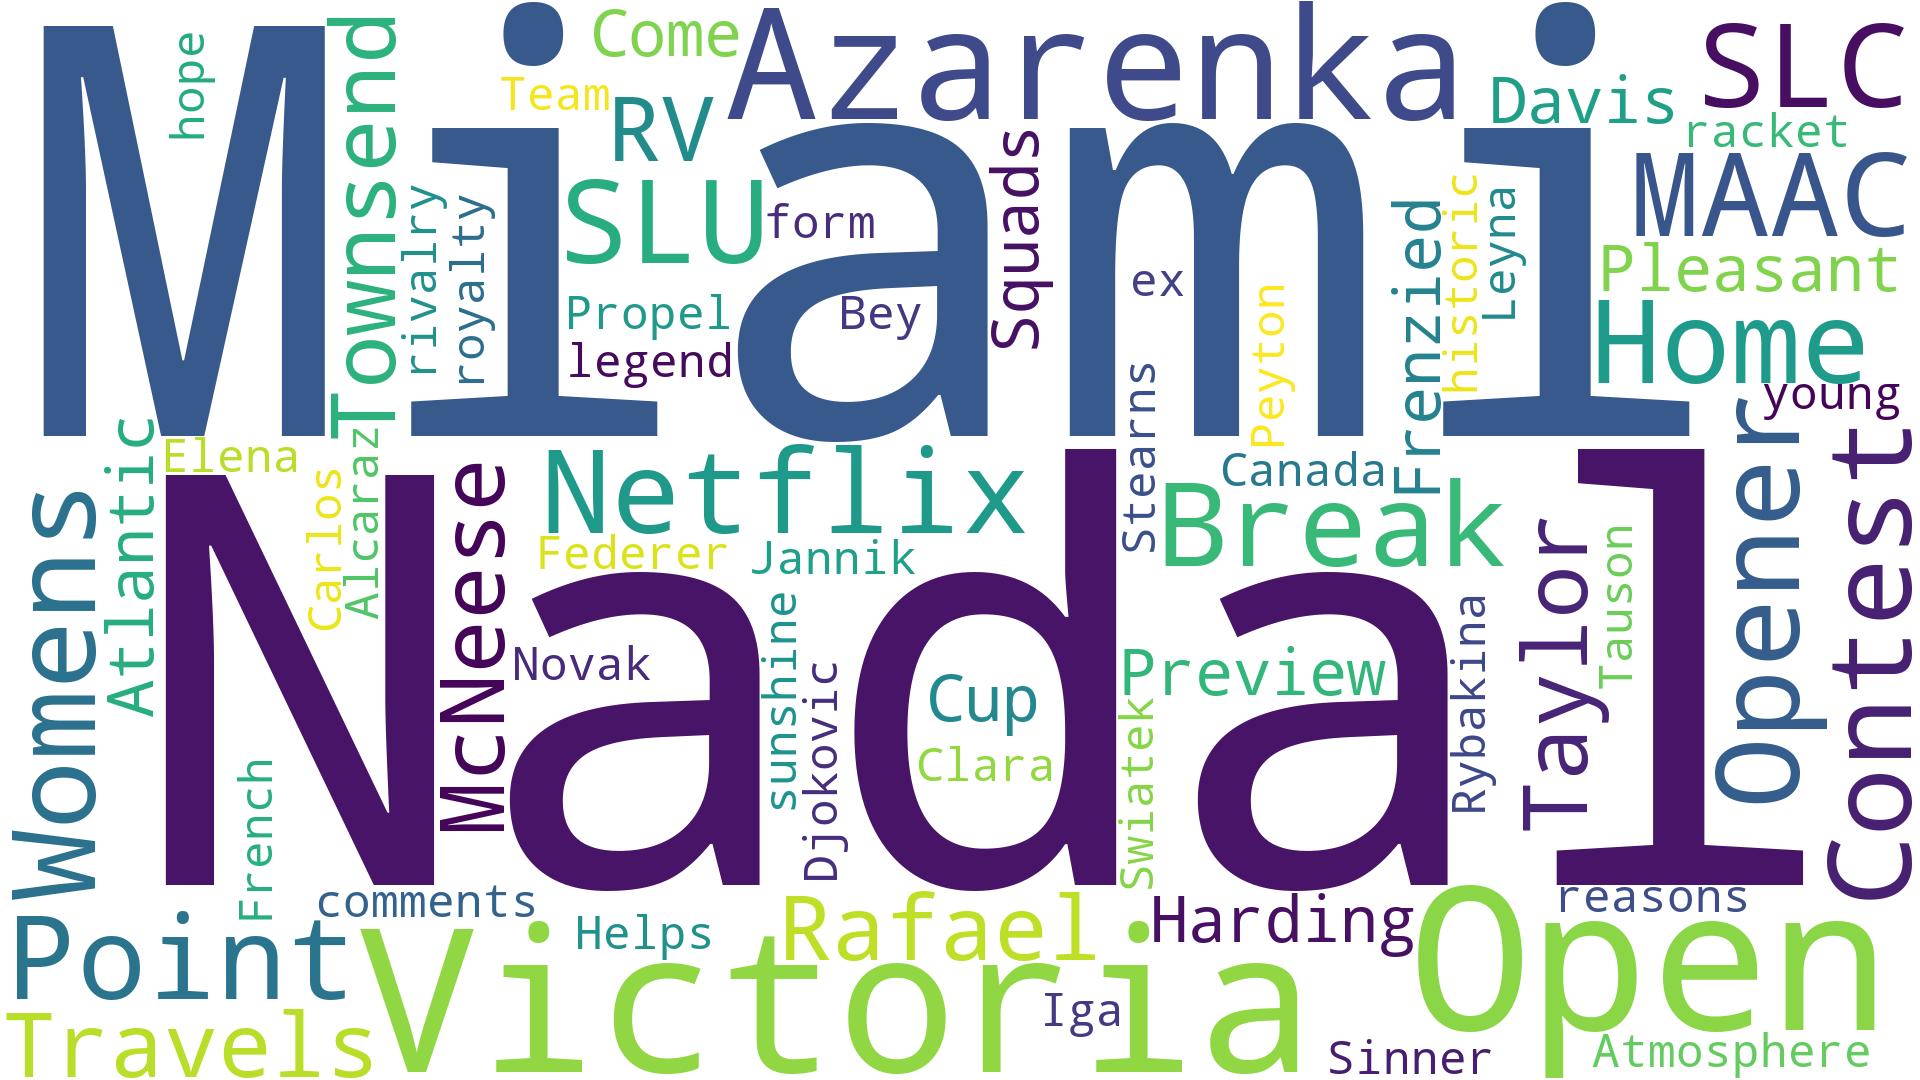 Miami
Nadal
Victoria
Open
Azarenka
Netflix
Break
Point
Home
Travels
Rafael
Harding
SLC
MAAC
SLU
RV
Townsend
Womens
Atlantic
McNeese
Squads
Opener
Contest
Taylor
Frenzied
Pleasant
Davis
Preview
Cup
Come
Team
hope
rivalry
royalty
form
Propel
legend
Bey
ex
Peyton
Stearns
historic
Leyna
racket
young
Elena
Carlos
Alcaraz
Federer
Jannik
Canada
Novak
sunshine
Djokovic
Clara
Swiatek
Rybakina
Tauson
French
comments
Helps
reasons
Iga
Sinner
Atmosphere